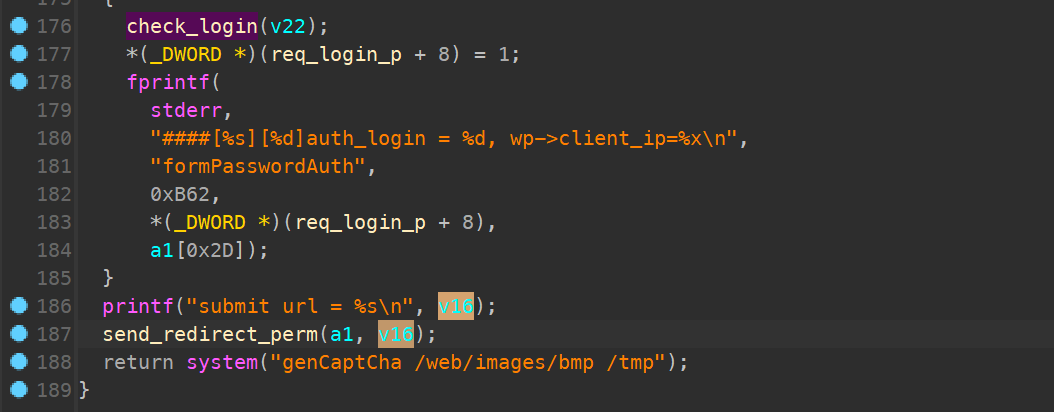 175 {
176 check_login(v22);
177 *(_DWORD *)(req_login_p + 8) = 1;
178 fprintf(
179 stderr,
180 "####[%s][%d]auth_login = %d, wp->client_ip=%x\n",
181 "formPasswordAuth",
182 0xB62,
183 *(_DWORD *)(req_login_p + 8),
184 a1[0x2D]);
185 }
186 printf("submit url = %s\n", v16);
187 send_redirect_perm(a1, v16);
188 return system("genCaptCha /web/images/bmp /tmp");
189 }